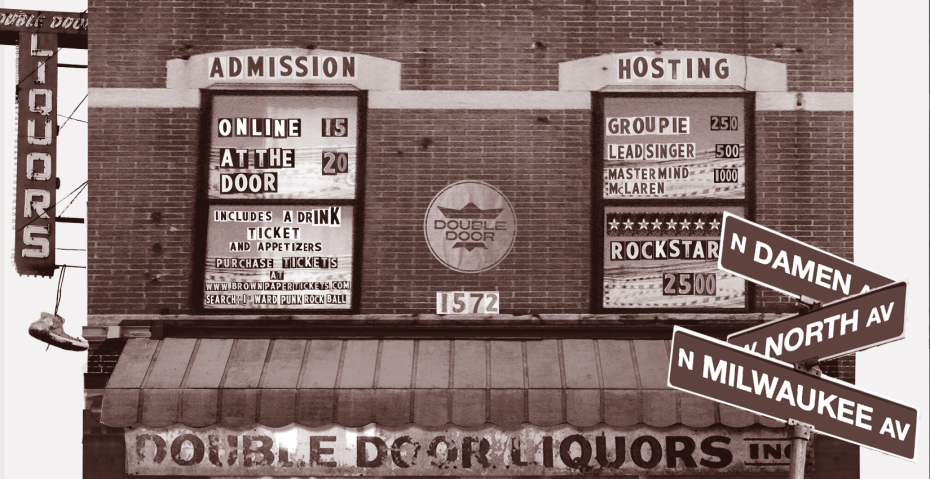 DOUBLE DOOR
LIQUORS
ADMISSION
ONLINE 15
AT THE
DOOR 20
INCLUDES A DRINK
TICKET
AND APPETIZERS
PURCHASE TICKETS
AT
WWW.BROWNPAPERTICKETS.COM
SEARCH: 1ST WARD PUNK ROCK BALL
DOUBLE
DOOR
1572
HOSTING
GROUPIE 250
LEAD SINGER 500
MASTERMIND
MCLAREN 1000
ROCKSTAR
2500
N DAMEN AV
W NORTH AV
N MILWAUKEE AV
DOUBLE DOOR LIQUORS INC